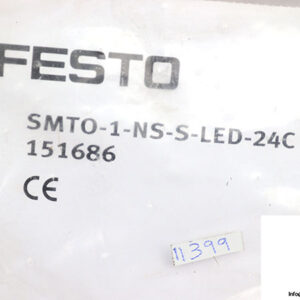 FESTO
SMTO-1-NS-S-LED-24C
151686
CE
11399